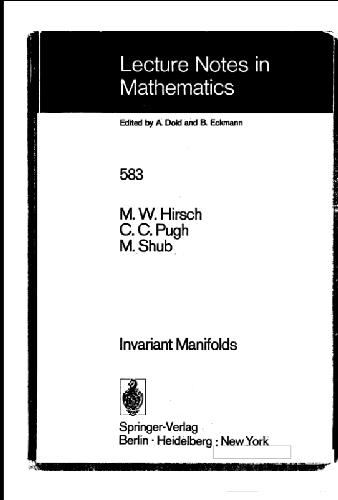 Lecture Notes in
Mathematics
Edited by A. Dold and B. Eckmann
583
M. W. Hirsch
C. C. Pugh
M. Shub
Invariant Manifolds
Springer-Verlag
Berlin · Heidelberg · New York